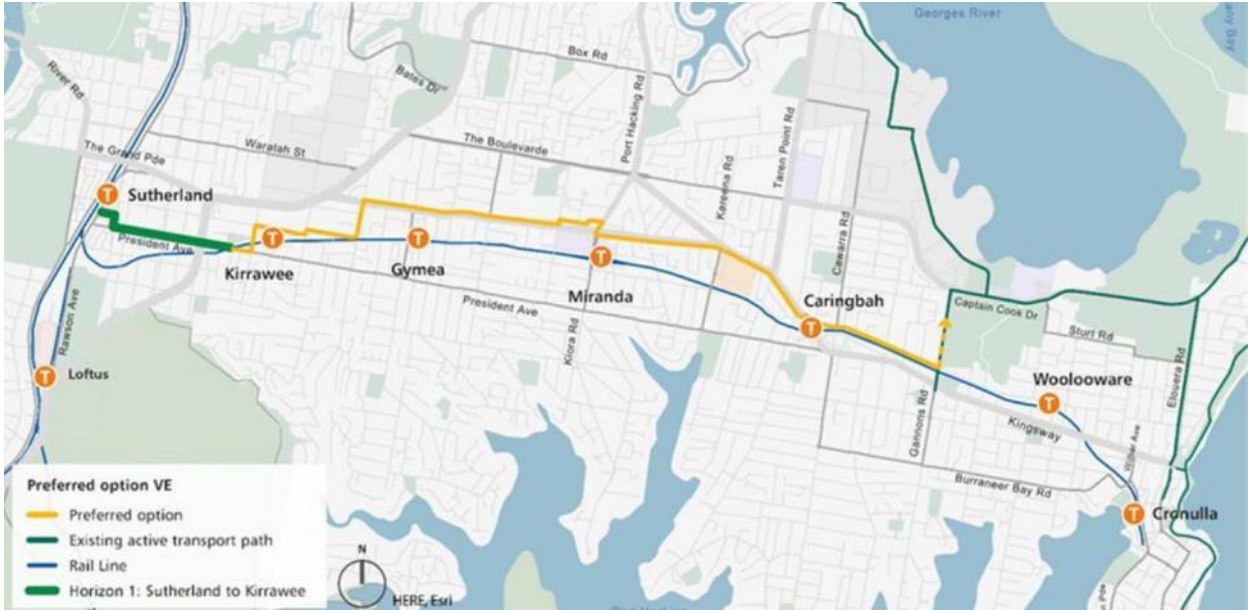 Georges River
Box Rd
River Rd
Bates Dr
Port Hacking Rd
Taren Point Rd
The Boulevarde
Waratah St
The Grand Pde
Kareena Rd
T
Sutherland
President Ave
T
Kirrawee
T
Gymea
T
Miranda
Cawarra Rd
Caringbah
T
Captain Cook Dr
Sturt Rd
President Ave
Kiora Rd
Rawson Ave
T
Loftus
Elouera Rd
Woolooware
T
Gannons Rd
Kingsway
Burraneer Bay Rd
T
Cronulla
Preferred option VE
Preferred option
Existing active transport path
Rail Line
Horizon 1: Sutherland to Kirrawee
N
HERE, Esri